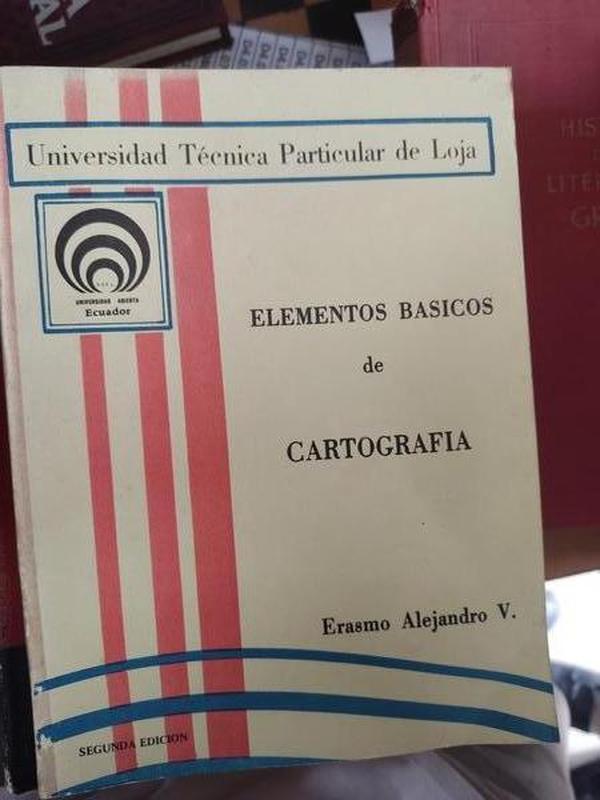 Universidad Técnica Particular de Loja
UNIVERSIDAD ABIERTA
Ecuador
ELEMENTOS BASICOS
de
CARTOGRAFIA
Erasmo Alejandro V.
SEGUNDA EDICION